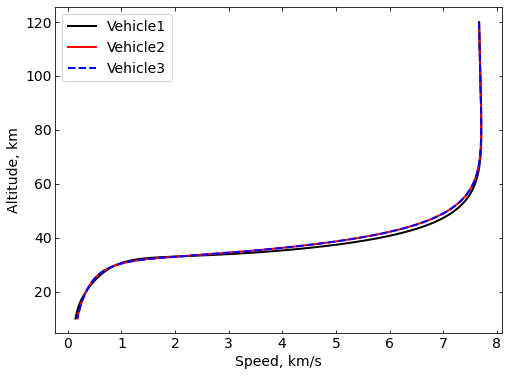 Vehicle1
Vehicle2
Vehicle3
Altitude, km
120
100
80
60
40
20
0 1 2 3 4 5 6 7 8
Speed, km/s